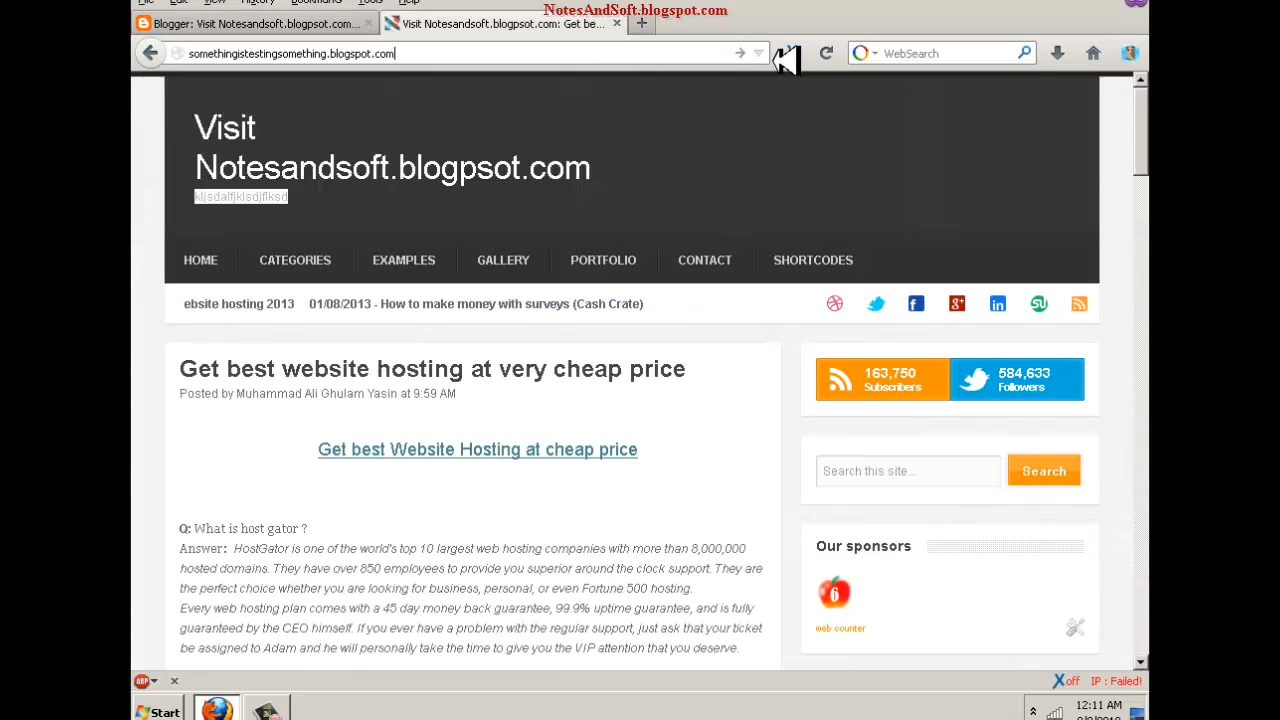 NotesAndSoft.blogspot.com
Blogger: Visit Notesandsoft.blogpsot.com...
Visit Notesandsoft.blogpsot.com: Get be...
somethingistestingsomething.blogspot.com
WebSearch
Visit
Notesandsoft.blogpsot.com
kljsdalfjklsdjflksd
HOME CATEGORIES EXAMPLES GALLERY PORTFOLIO CONTACT SHORTCODES
ebsite hosting 2013 01/08/2013 - How to make money with surveys (Cash Crate)
Get best website hosting at very cheap price
Posted by Muhammad Ali Ghulam Yasin at 9:59 AM
Get best Website Hosting at cheap price
Q: What is host gator ?
Answer: HostGator is one of the world's top 10 largest web hosting companies with more than 8,000,000
hosted domains. They have over 850 employees to provide you superior around the clock support. They are
the perfect choice whether you are looking for business, personal, or even Fortune 500 hosting.
Every web hosting plan comes with a 45 day money back guarantee, 99.9% uptime guarantee, and is fully
guaranteed by the CEO himself. If you ever have a problem with the regular support, just ask that your ticket
be assigned to Adam and he will personally take the time to give you the VIP attention that you deserve.
163,750
Subscribers
584,633
Followers
Search this site...
Search
Our sponsors
6
web counter
ABP
off IP : Failed!
Start
12:11 AM